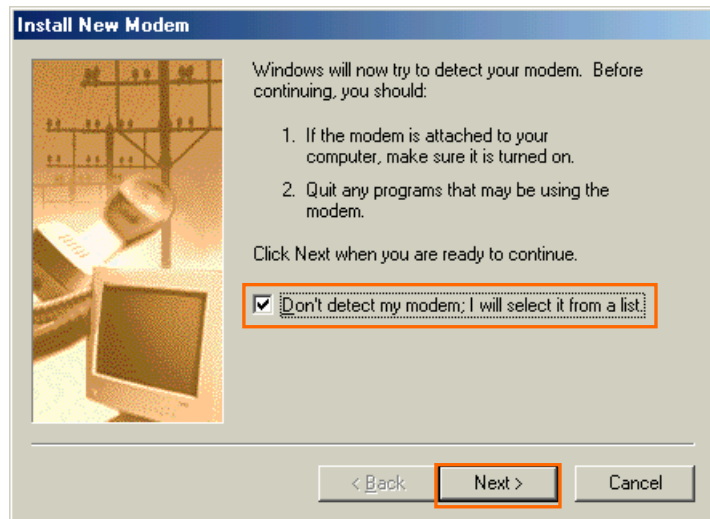 Install New Modem
Windows will now try to detect your modem. Before
continuing, you should:
1. If the modem is attached to your
computer, make sure it is turned on.
2. Quit any programs that may be using the
modem.
Click Next when you are ready to continue.
Don't detect my modem; I will select it from a list.
< Back
Next >
Cancel